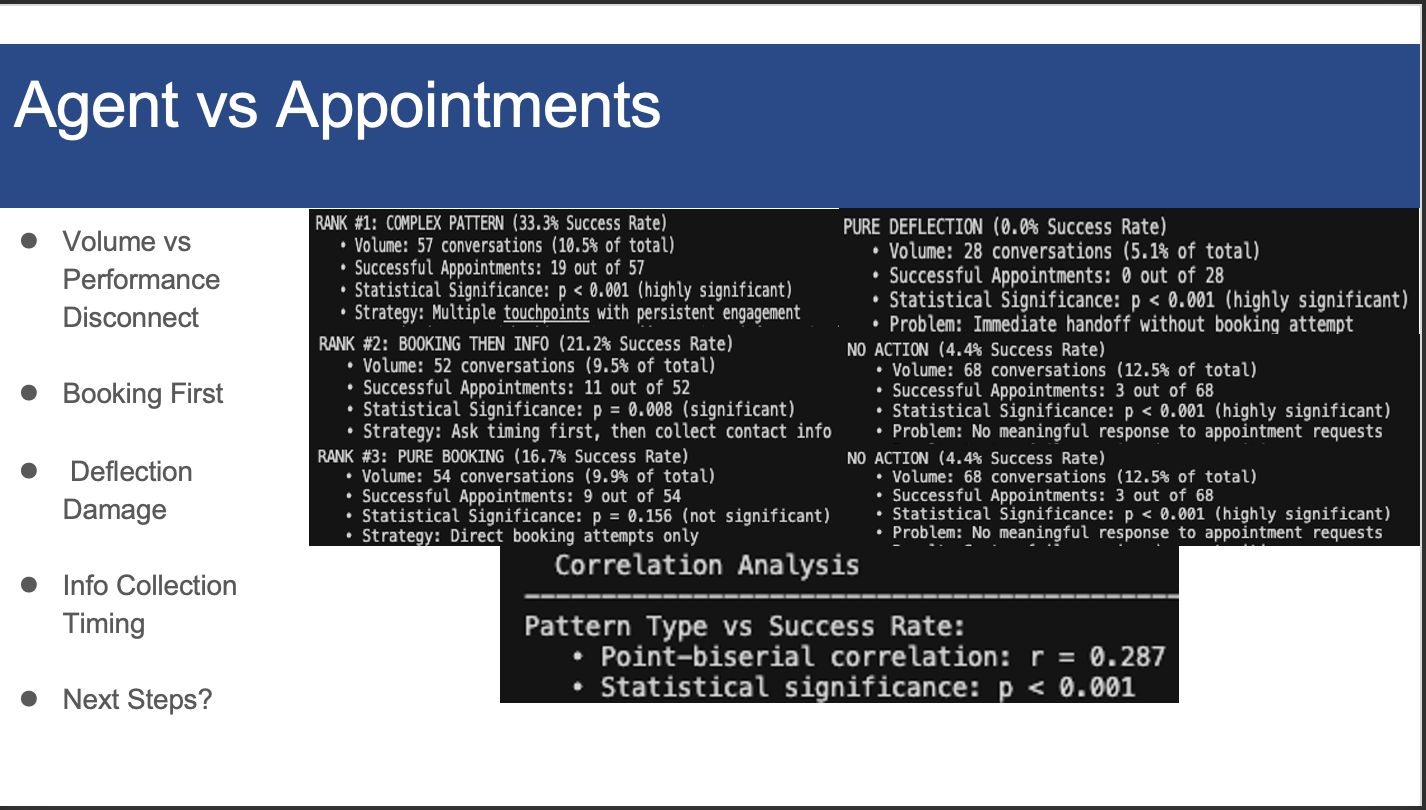 Agent vs Appointments
● Volume vs
Performance
Disconnect
● Booking First
● Deflection
Damage
● Info Collection
Timing
● Next Steps?
RANK #1: COMPLEX PATTERN (33.3% Success Rate)
• Volume: 57 conversations (10.5% of total)
• Successful Appointments: 19 out of 57
• Statistical Significance: p < 0.001 (highly significant)
• Strategy: Multiple touchpoints with persistent engagement
RANK #2: BOOKING THEN INFO (21.2% Success Rate)
• Volume: 52 conversations (9.5% of total)
• Successful Appointments: 11 out of 52
• Statistical Significance: p = 0.008 (significant)
• Strategy: Ask timing first, then collect contact info
RANK #3: PURE BOOKING (16.7% Success Rate)
• Volume: 54 conversations (9.9% of total)
• Successful Appointments: 9 out of 54
• Statistical Significance: p = 0.156 (not significant)
• Strategy: Direct booking attempts only
PURE DEFLECTION (0.0% Success Rate)
• Volume: 28 conversations (5.1% of total)
• Successful Appointments: 0 out of 28
• Statistical Significance: p < 0.001 (highly significant)
• Problem: Immediate handoff without booking attempt
NO ACTION (4.4% Success Rate)
• Volume: 68 conversations (12.5% of total)
• Successful Appointments: 3 out of 68
• Statistical Significance: p < 0.001 (highly significant)
• Problem: No meaningful response to appointment requests
NO ACTION (4.4% Success Rate)
• Volume: 68 conversations (12.5% of total)
• Successful Appointments: 3 out of 68
• Statistical Significance: p < 0.001 (highly significant)
• Problem: No meaningful response to appointment requests
Correlation Analysis
Pattern Type vs Success Rate:
• Point-biserial correlation: r = 0.287
• Statistical significance: p < 0.001